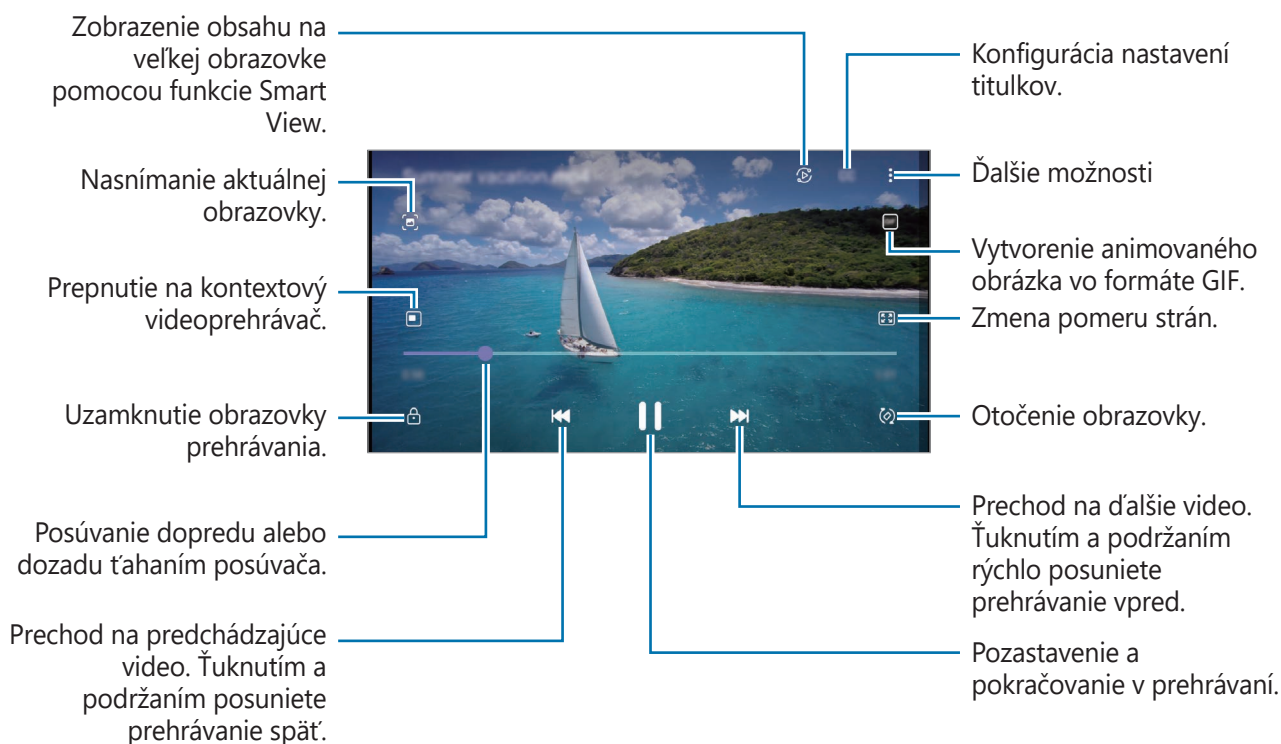 Zobrazenie obsahu na
veľkej obrazovke
pomocou funkcie Smart
View.
Nasnímanie aktuálnej
obrazovky.
Prepnutie na kontextový
videoprehrávač.
Uzamknutie obrazovky
prehrávania.
Posúvanie dopredu alebo
dozadu ťahaním posúvača.
Prechod na predchádzajúce
video. Ťuknutím a
podržaním posuniete
prehrávanie späť.
Konfigurácia nastavení
titulkov.
Ďalšie možnosti
Vytvorenie animovaného
obrázka vo formáte GIF.
Zmena pomeru strán.
Otočenie obrazovky.
Prechod na ďalšie video.
Ťuknutím a podržaním
rýchlo posuniete
prehrávanie vpred.
Pozastavenie a
pokračovanie v prehrávaní.